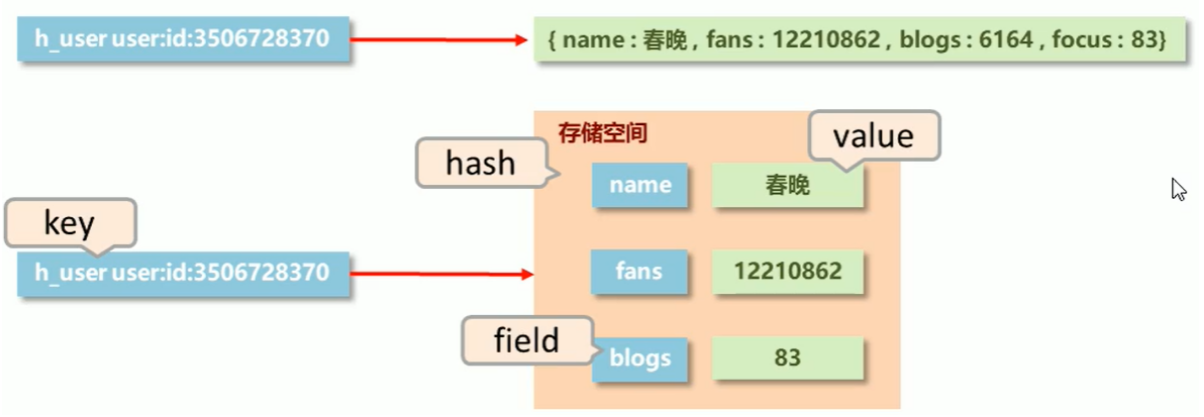 h_user user:id:3506728370
{ name : 春晚 , fans : 12210862 , blogs : 6164 , focus : 83}
存储空间
value
hash
name
春晚
key
h_user user:id:3506728370
fans
12210862
field
blogs
83